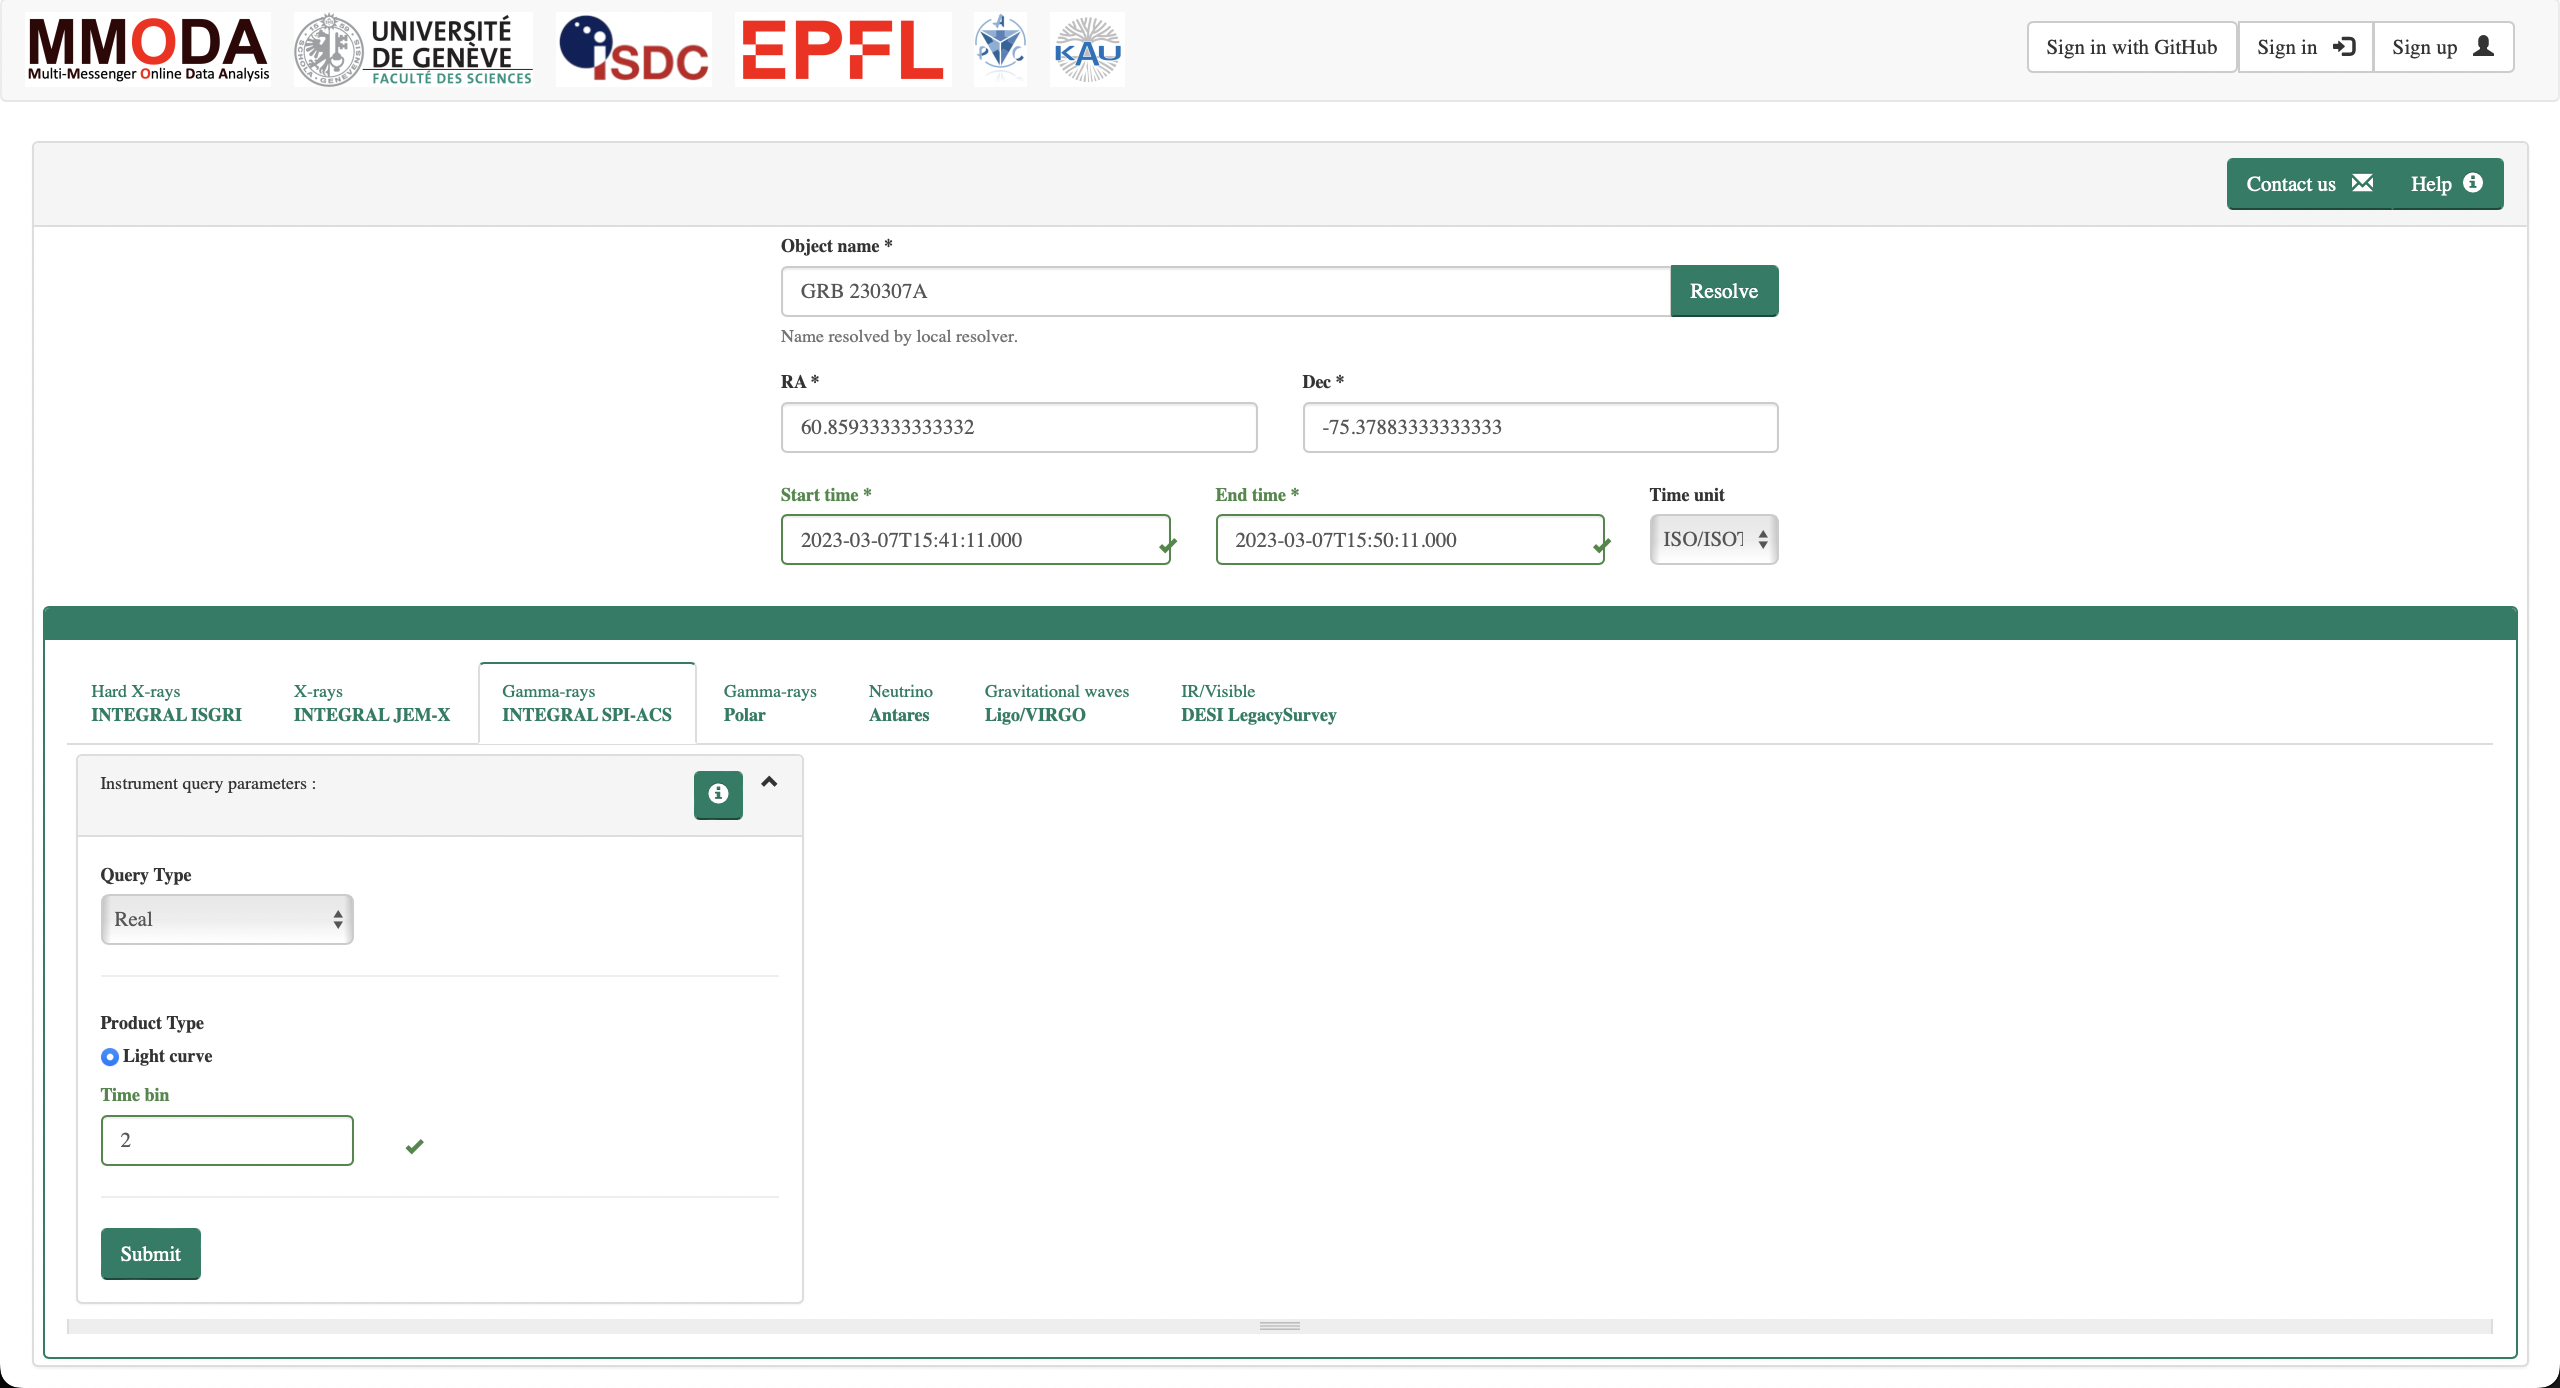 MMODA
Multi-Messenger Online Data Analysis
UNIVERSITÉ
DE GENÈVE
FACULTÉ DES SCIENCES
iSDC
EPFL
KAU
Sign in with GitHub
Sign in
Sign up
Contact us
Help
Object name *
GRB 230307A
Resolve
Name resolved by local resolver.
RA *
Dec *
60.85933333333332
-75.37883333333333
Start time *
End time *
Time unit
2023-03-07T15:41:11.000
2023-03-07T15:50:11.000
ISO/ISOT
Hard X-rays
INTEGRAL ISGRI
X-rays
INTEGRAL JEM-X
Gamma-rays
INTEGRAL SPI-ACS
Gamma-rays
Polar
Neutrino
Antares
Gravitational waves
Ligo/VIRGO
IR/Visible
DESI LegacySurvey
Instrument query parameters :
Query Type
Real
Product Type
Light curve
Time bin
2
Submit